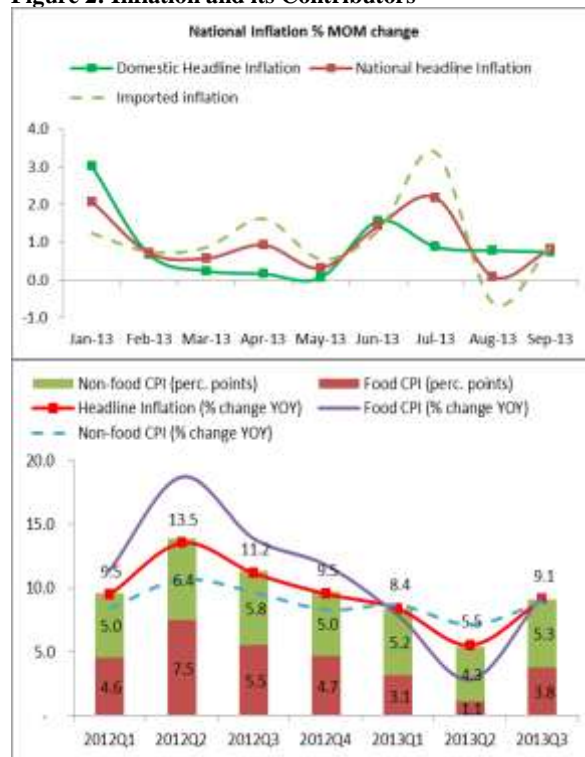 Figure 2: Inflation and its Contributors
National Inflation % MOM change
Domestic Headline Inflation National headline Inflation
Imported inflation
4.0
3.0
2.0
1.0
0.0
-1.0
Jan-13 Feb-13 Mar-13 Apr-13 May-13 Jun-13 Jul-13 Aug-13 Sep-13
Non-food CPI (perc. points) Food CPI (perc. points)
Headline Inflation (% change YOY) Food CPI (% change YOY)
Non-food CPI (% change YOY)
20.0
15.0
10.0
5.0
-
9.5 13.5 11.2 9.5 8.4 5.5 9.1
5.0 6.4 5.8 5.0 5.2 4.3 5.3
4.6 7.5 5.5 4.7 3.1 1.1 3.8
2012Q1 2012Q2 2012Q3 2012Q4 2013Q1 2013Q2 2013Q3